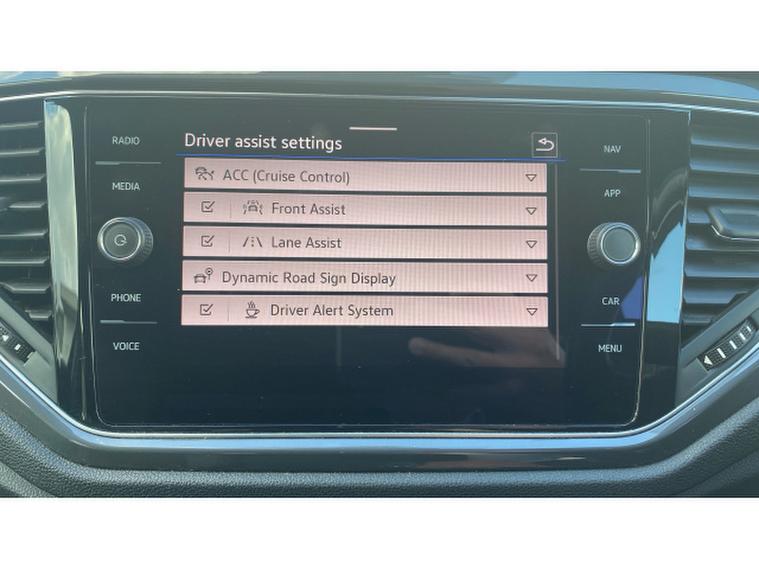 Driver assist settings
RADIO
MEDIA
PHONE
VOICE
ACC (Cruise Control)
Front Assist
Lane Assist
Dynamic Road Sign Display
Driver Alert System
NAV
APP
CAR
MENU